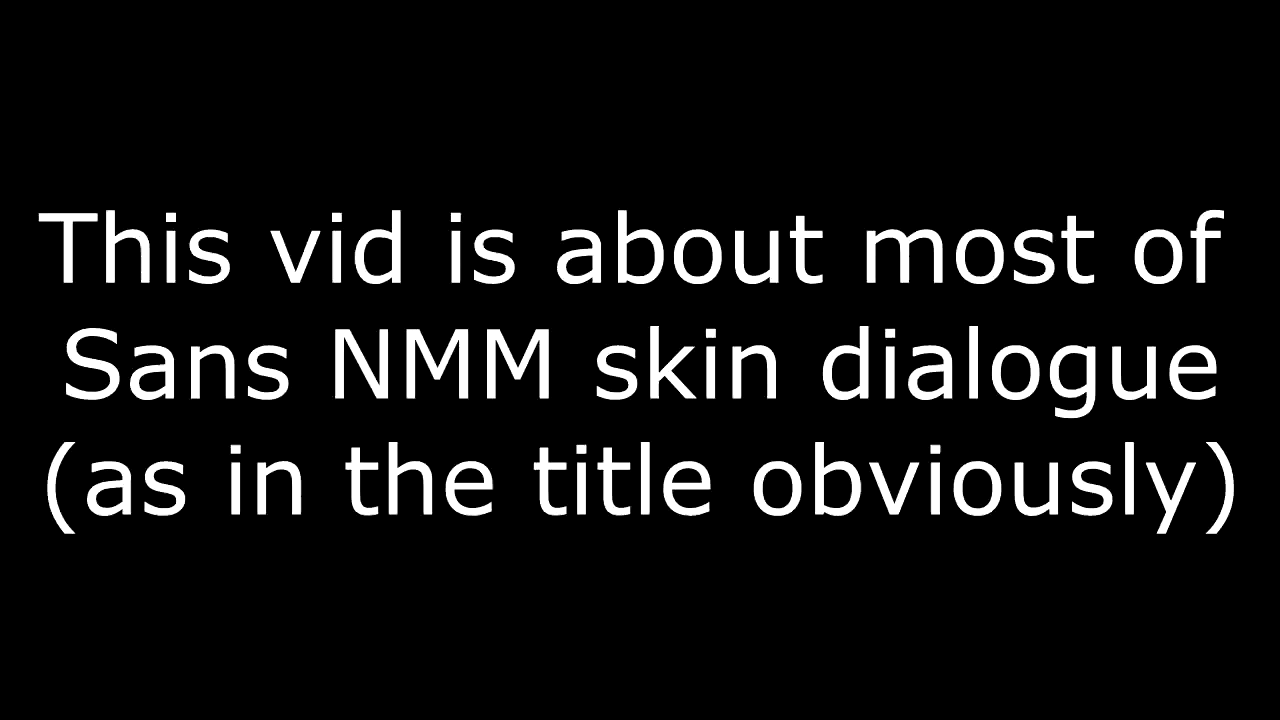 This vid is about most of
Sans NMM skin dialogue
(as in the title obviously)